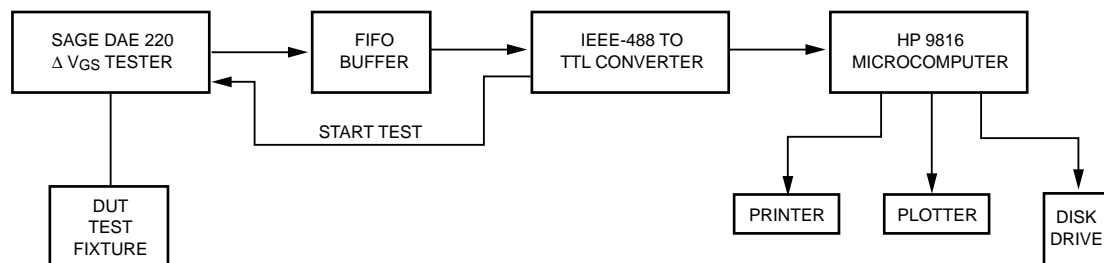 SAGE DAE 220
Δ VGS TESTER
FIFO
BUFFER
IEEE-488 TO
TTL CONVERTER
HP 9816
MICROCOMPUTER
START TEST
DUT
TEST
FIXTURE
PRINTER
PLOTTER
DISK
DRIVE